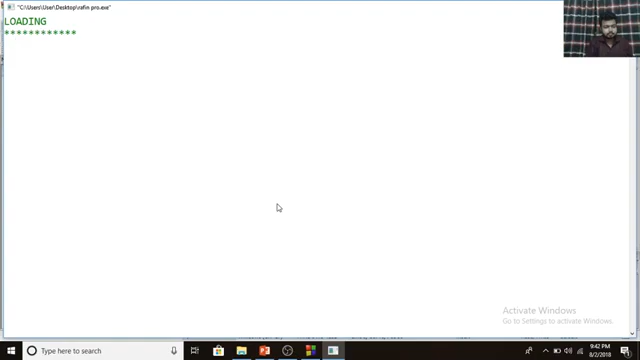 "C:\Users\User\Desktop\rafin pro.exe"
LOADING
************
Activate Windows
Go to Settings to activate Windows.
Type here to search
9:42 PM
8/2/2018